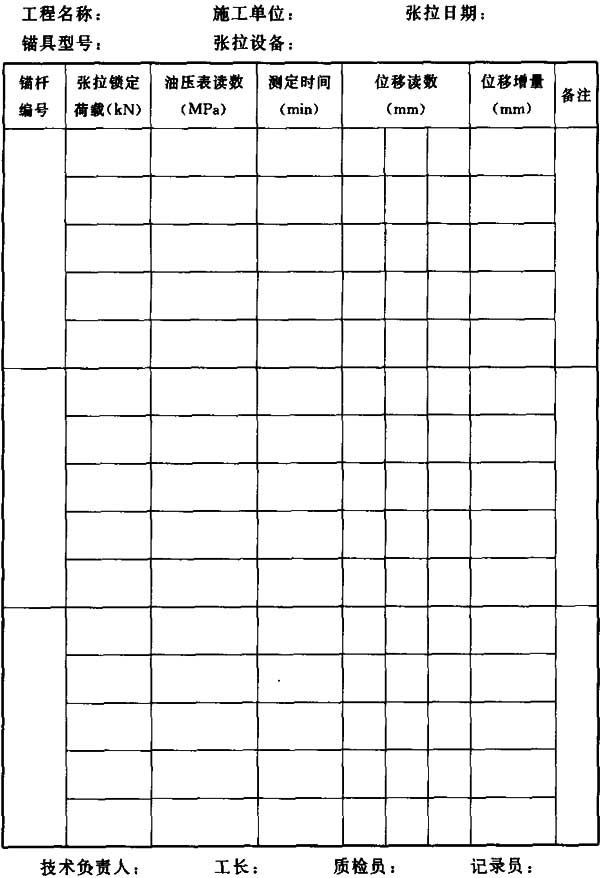 工程名称： 施工单位： 张拉日期：
锚具型号： 张拉设备：
锚杆 张拉锁定 油压表读数 测定时间 位移读数 位移增量 备注
编号 荷载(kN) (MPa) (min) (mm) (mm)
技术负责人： 工长： 质检员： 记录员：